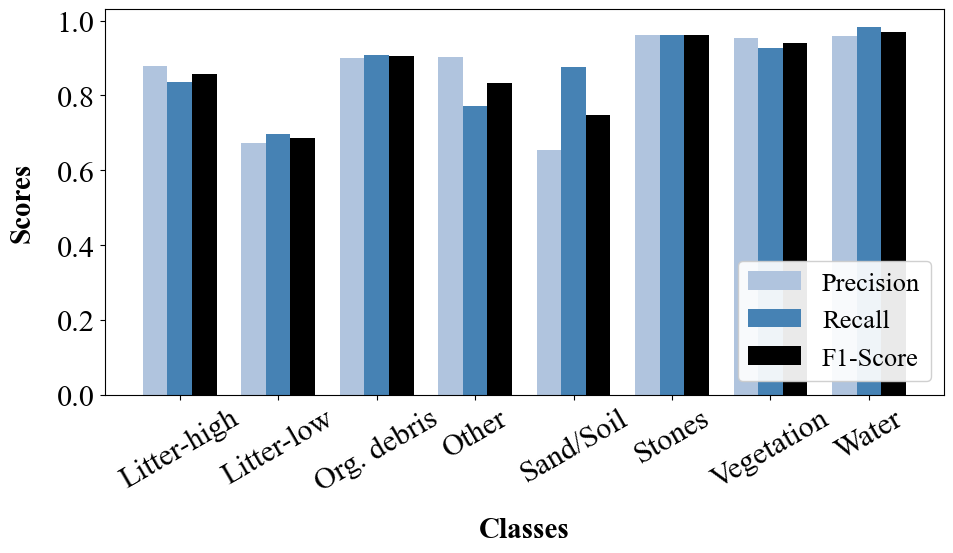 1.0
0.8
0.6
0.4
0.2
0.0
Scores
Precision
Recall
F1-Score
Litter-high
Litter-low
Org. debris
Other
Sand/Soil
Stones
Vegetation
Water
Classes